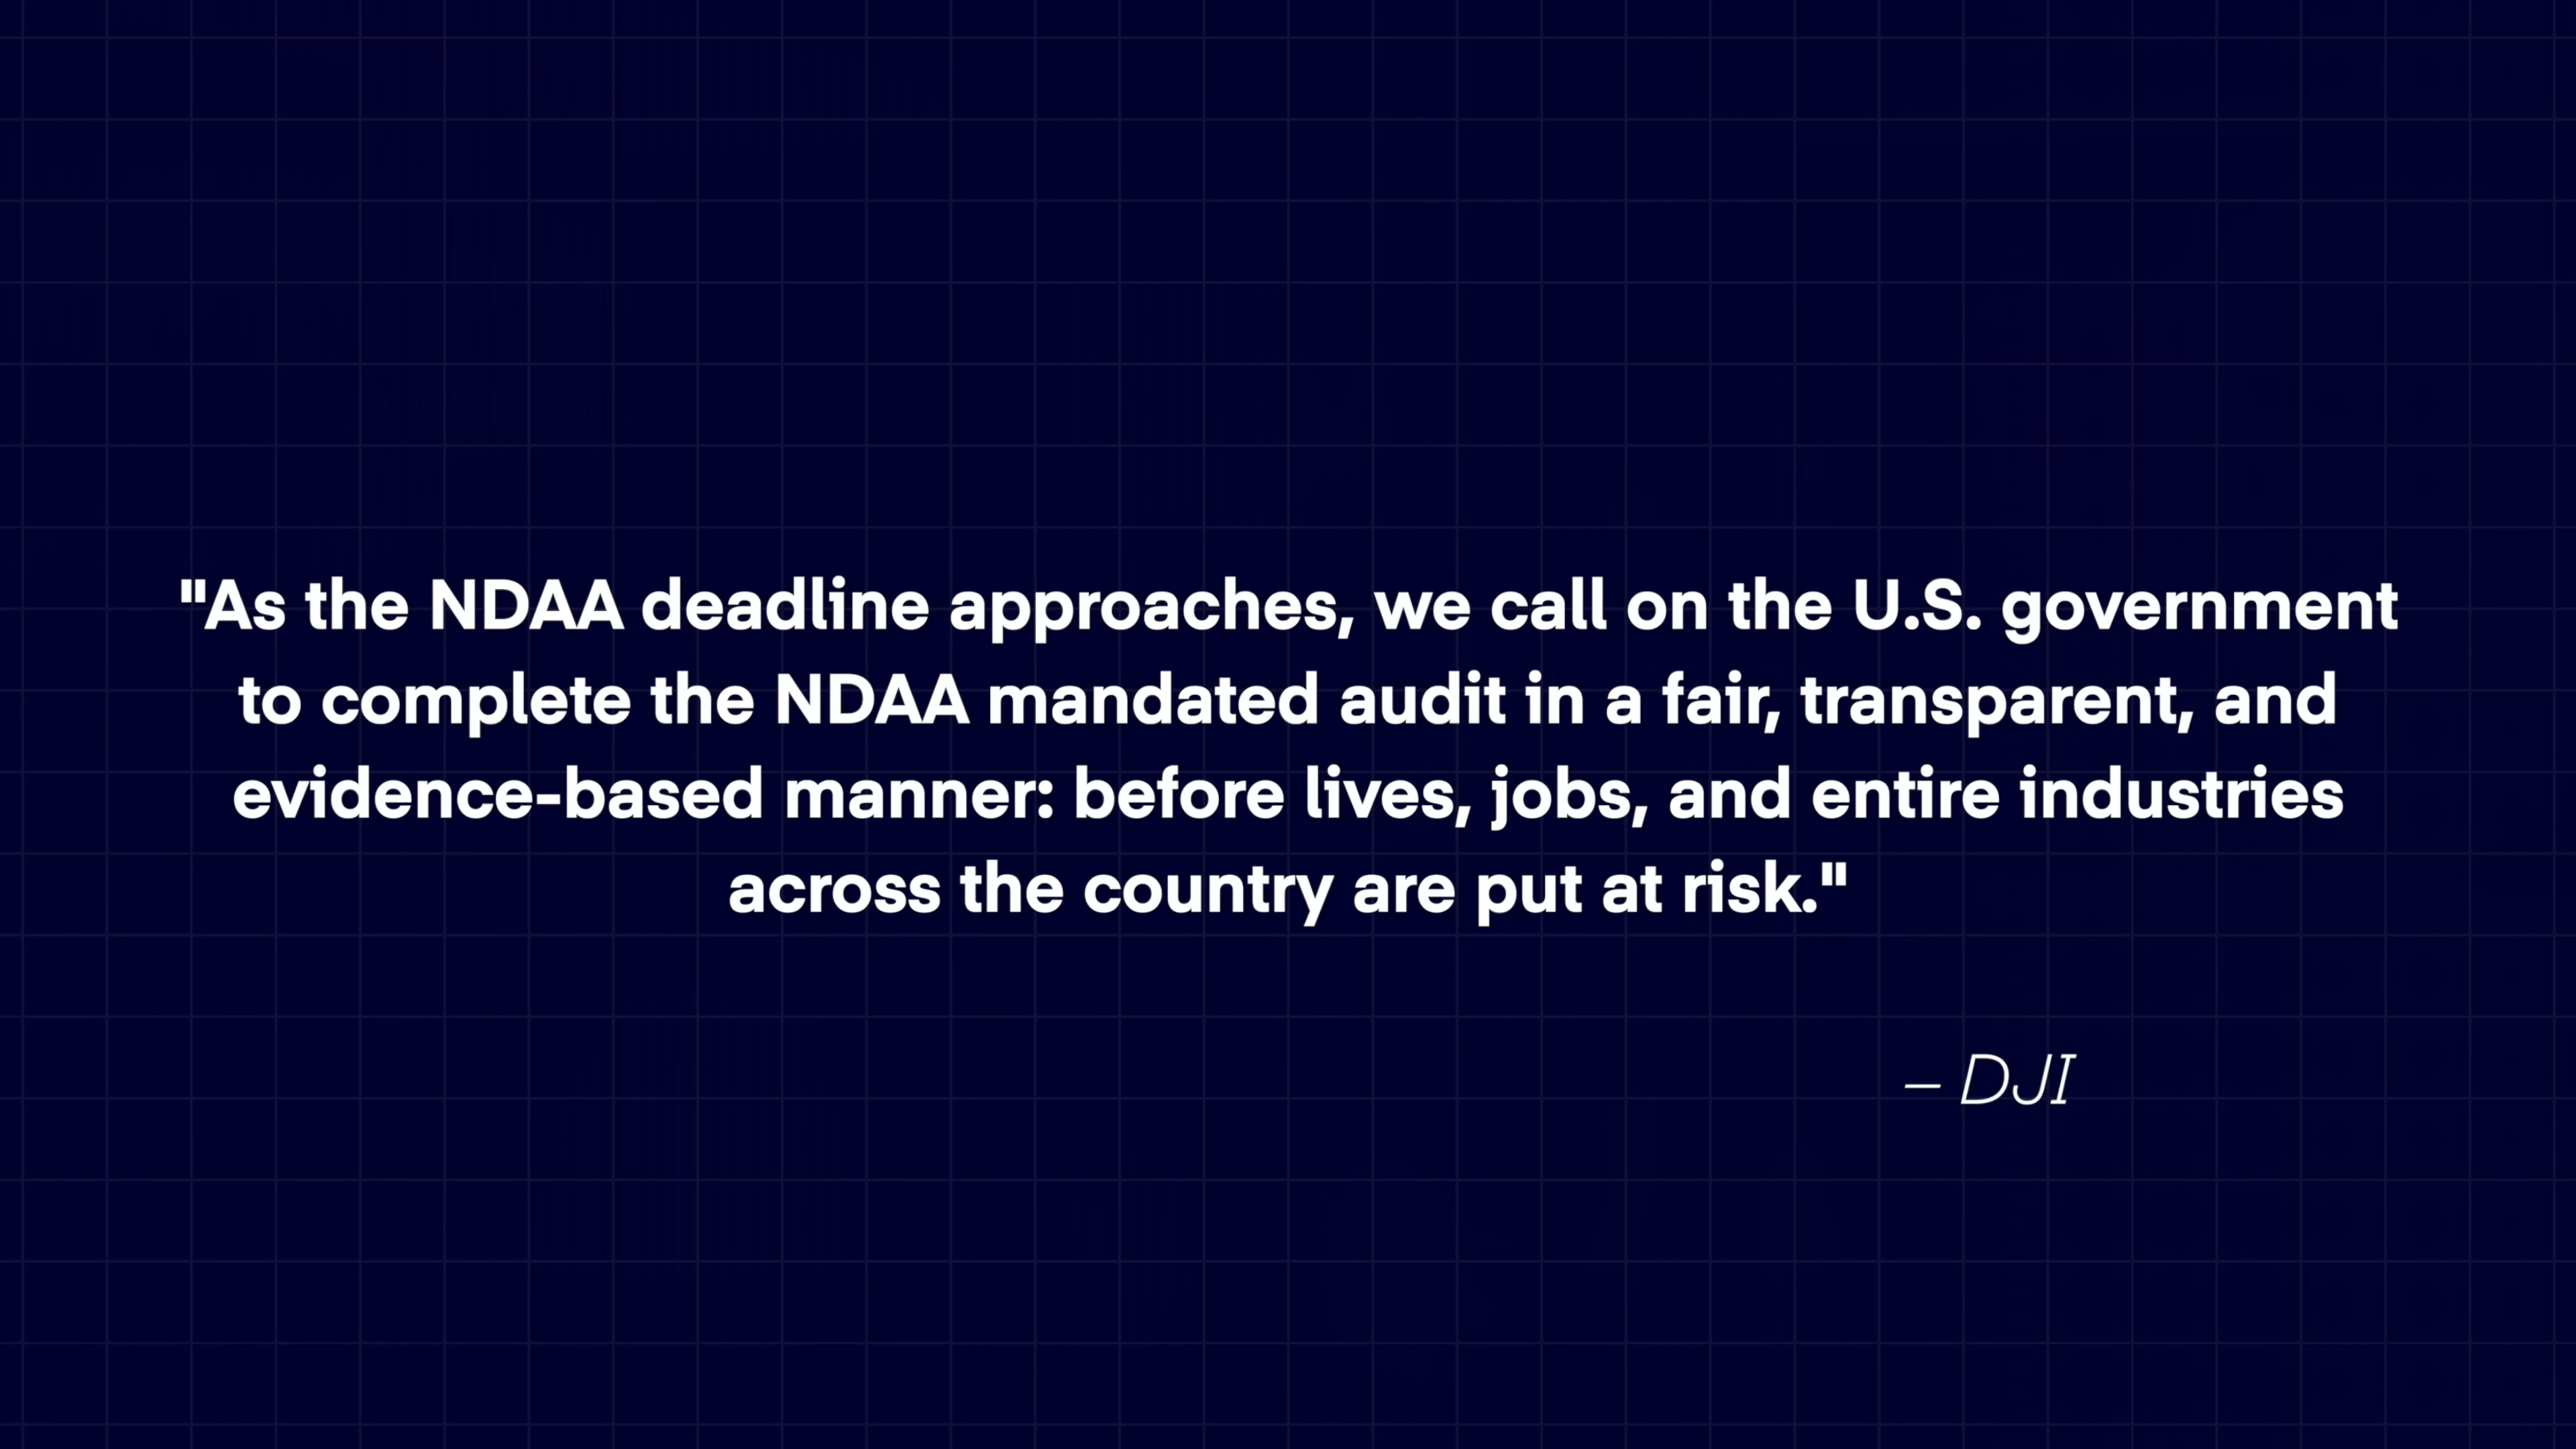 "As the NDAA deadline approaches, we call on the U.S. government
to complete the NDAA mandated audit in a fair, transparent, and
evidence-based manner: before lives, jobs, and entire industries
across the country are put at risk."
– DJI